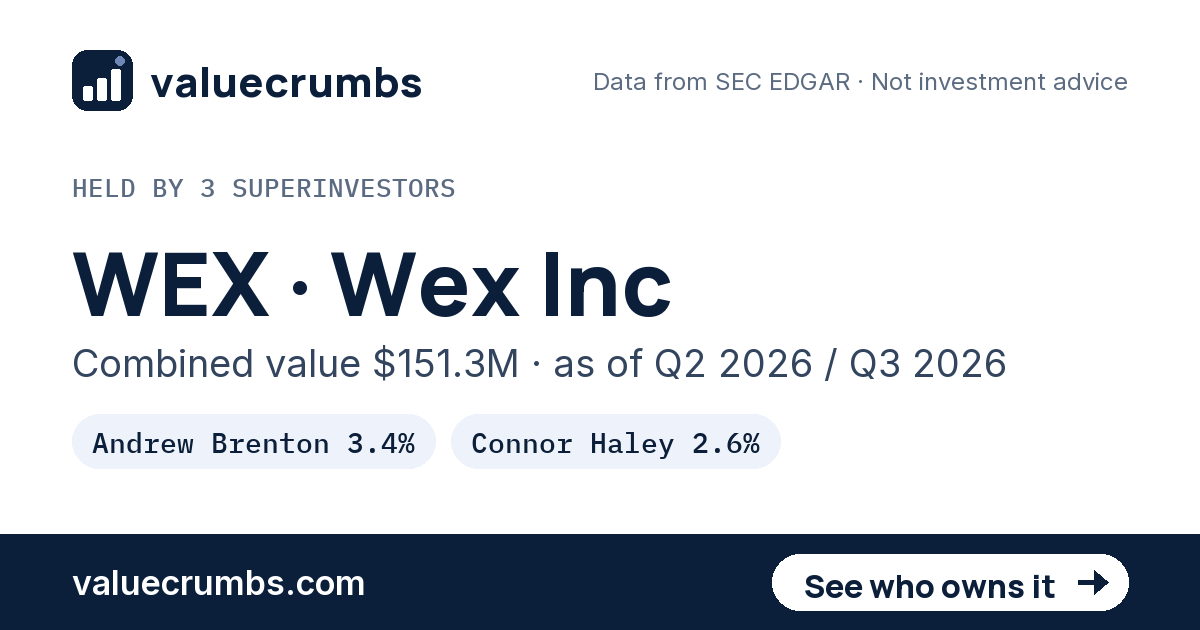 valuecrumbs
Data from SEC EDGAR · Not investment advice
HELD BY 3 SUPERINVESTORS
WEX · Wex Inc
Combined value $151.3M · as of Q2 2026 / Q3 2026
Andrew Brenton 3.4% Connor Haley 2.6%
valuecrumbs.com
See who owns it →